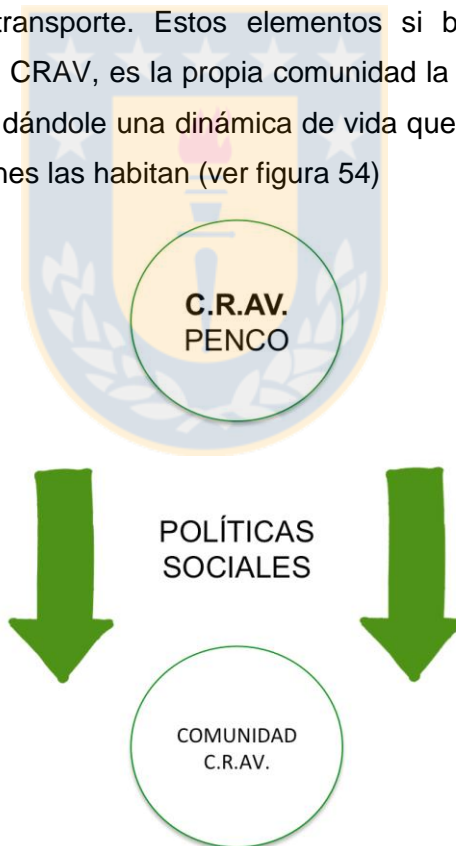 transporte. Estos elementos si b
CRAV, es la propia comunidad la
dándole una dinámica de vida que
nes las habitan (ver figura 54)
C.R.AV.
PENCO
POLÍTICAS
SOCIALES
COMUNIDAD
C.R.AV.